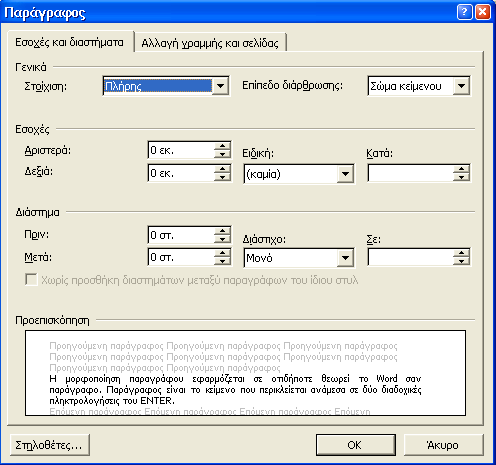 Παράγραφος
Εσοχές και διαστήματα Αλλαγή γραμμής και σελίδας
Γενικά
Στοίχιση: Πλήρης Επίπεδο διάρθρωσης: Σώμα κείμενου
Εσοχές
Αριστερά: 0 εκ. Ειδική: Κατά:
Δεξιά: 0 εκ. (καμία)
Διάστημα
Πριν: 0 στ. Διάστιχο: Σε:
Μετά: 0 στ. Μονό
Χωρίς προσθήκη διαστημάτων μεταξύ παραγράφων του ίδιου στυλ
Προεπισκόπηση
Προηγούμενη παράγραφος Προηγούμενη παράγραφος Προηγούμενη παράγραφος
Προηγούμενη παράγραφος Προηγούμενη παράγραφος Προηγούμενη παράγραφος
Προηγούμενη παράγραφος Προηγούμενη παράγραφος
Η μορφοποίηση παραγράφου εφαρμόζεται σε οτιδήποτε θεωρεί το Word σαν
παράγραφο. Παράγραφος είναι το κείμενο που περικλείεται ανάμεσα σε δύο διαδοχικές
πληκτρολογήσεις του ENTER.
Επόμενη παράγραφος Επόμενη παράγραφος Επόμενη παράγραφος Επόμενη
Στηλοθέτες... OK Άκυρο